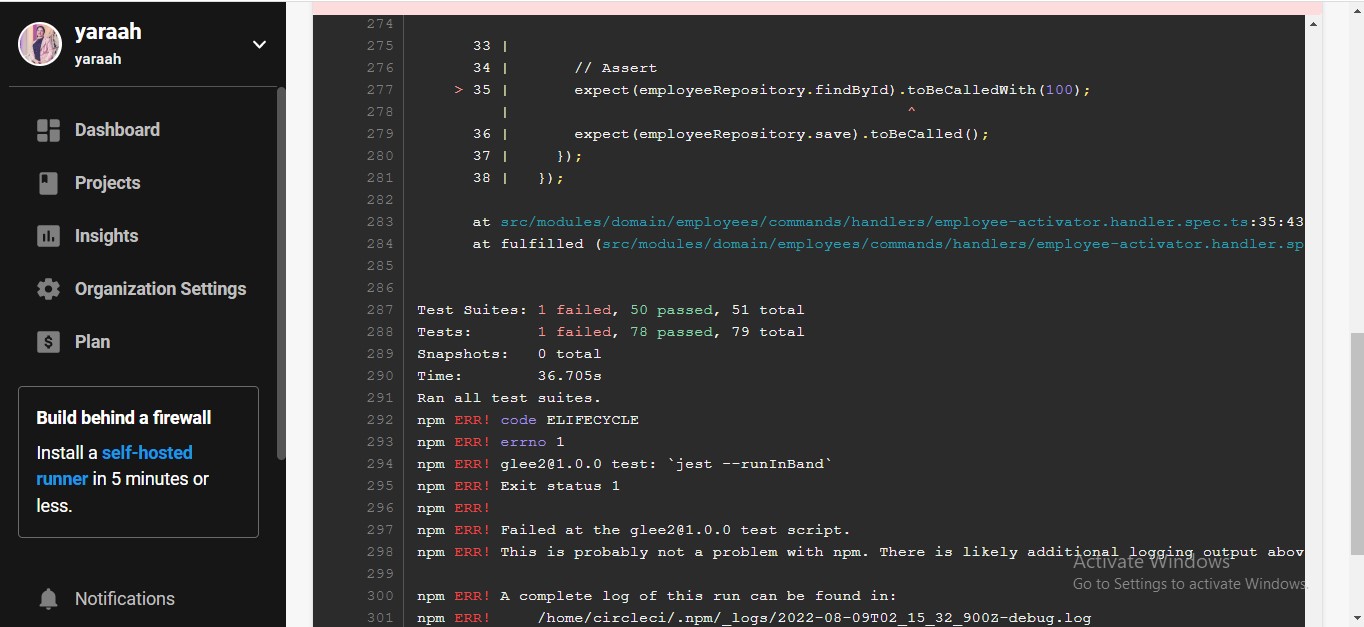 yaraah
yaraah
Dashboard
Projects
Insights
Organization Settings
$ Plan
Build behind a firewall
Install a self-hosted
runner in 5 minutes or
less.
Notifications
274
275 33 |
276 34 | // Assert
277 > 35 | expect(employeeRepository.findById).toBeCalledWith(100);
278 | ^
279 36 | expect(employeeRepository.save).toBeCalled();
280 37 | });
281 38 | });
282
283 at src/modules/domain/employees/commands/handlers/employee-activator.handler.spec.ts:35:43
284 at fulfilled (src/modules/domain/employees/commands/handlers/employee-activator.handler.sp
285
286
287 Test Suites: 1 failed, 50 passed, 51 total
288 Tests: 1 failed, 78 passed, 79 total
289 Snapshots: 0 total
290 Time: 36.705s
291 Ran all test suites.
292 npm ERR! code ELIFECYCLE
293 npm ERR! errno 1
294 npm ERR! glee2@1.0.0 test: `jest --runInBand`
295 npm ERR! Exit status 1
296 npm ERR!
297 npm ERR! Failed at the glee2@1.0.0 test script.
298 npm ERR! This is probably not a problem with npm. There is likely additional logging output abov
299
300 npm ERR! A complete log of this run can be found in:
301 npm ERR! /home/circleci/.npm/_logs/2022-08-09T02_15_32_900Z-debug.log
Activate Windows
Go to Settings to activate Windows.